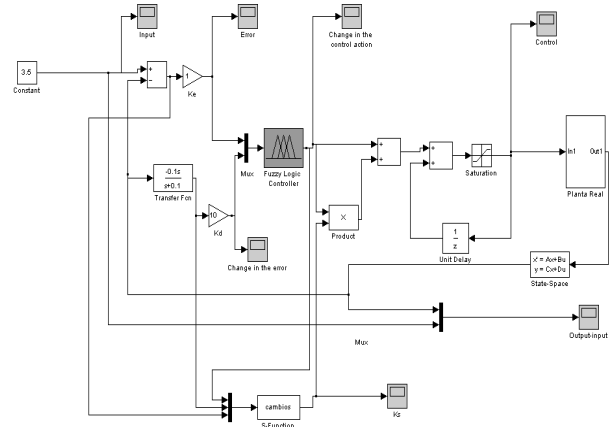 Input
Error
Change in the
control action
Control
3.5
Constant
+
−
1
Ke
Mux
Fuzzy Logic
Controller
+
+
+
+
Saturation
In1
Out1
Planta Real
-0.1s
s+0.1
Transfer Fcn
10
Kd
X
Product
1
z
Unit Delay
Change in the error
x' = Ax+Bu
y = Cx+Du
State-Space
Mux
Output-input
cambios
S-Function
Ks